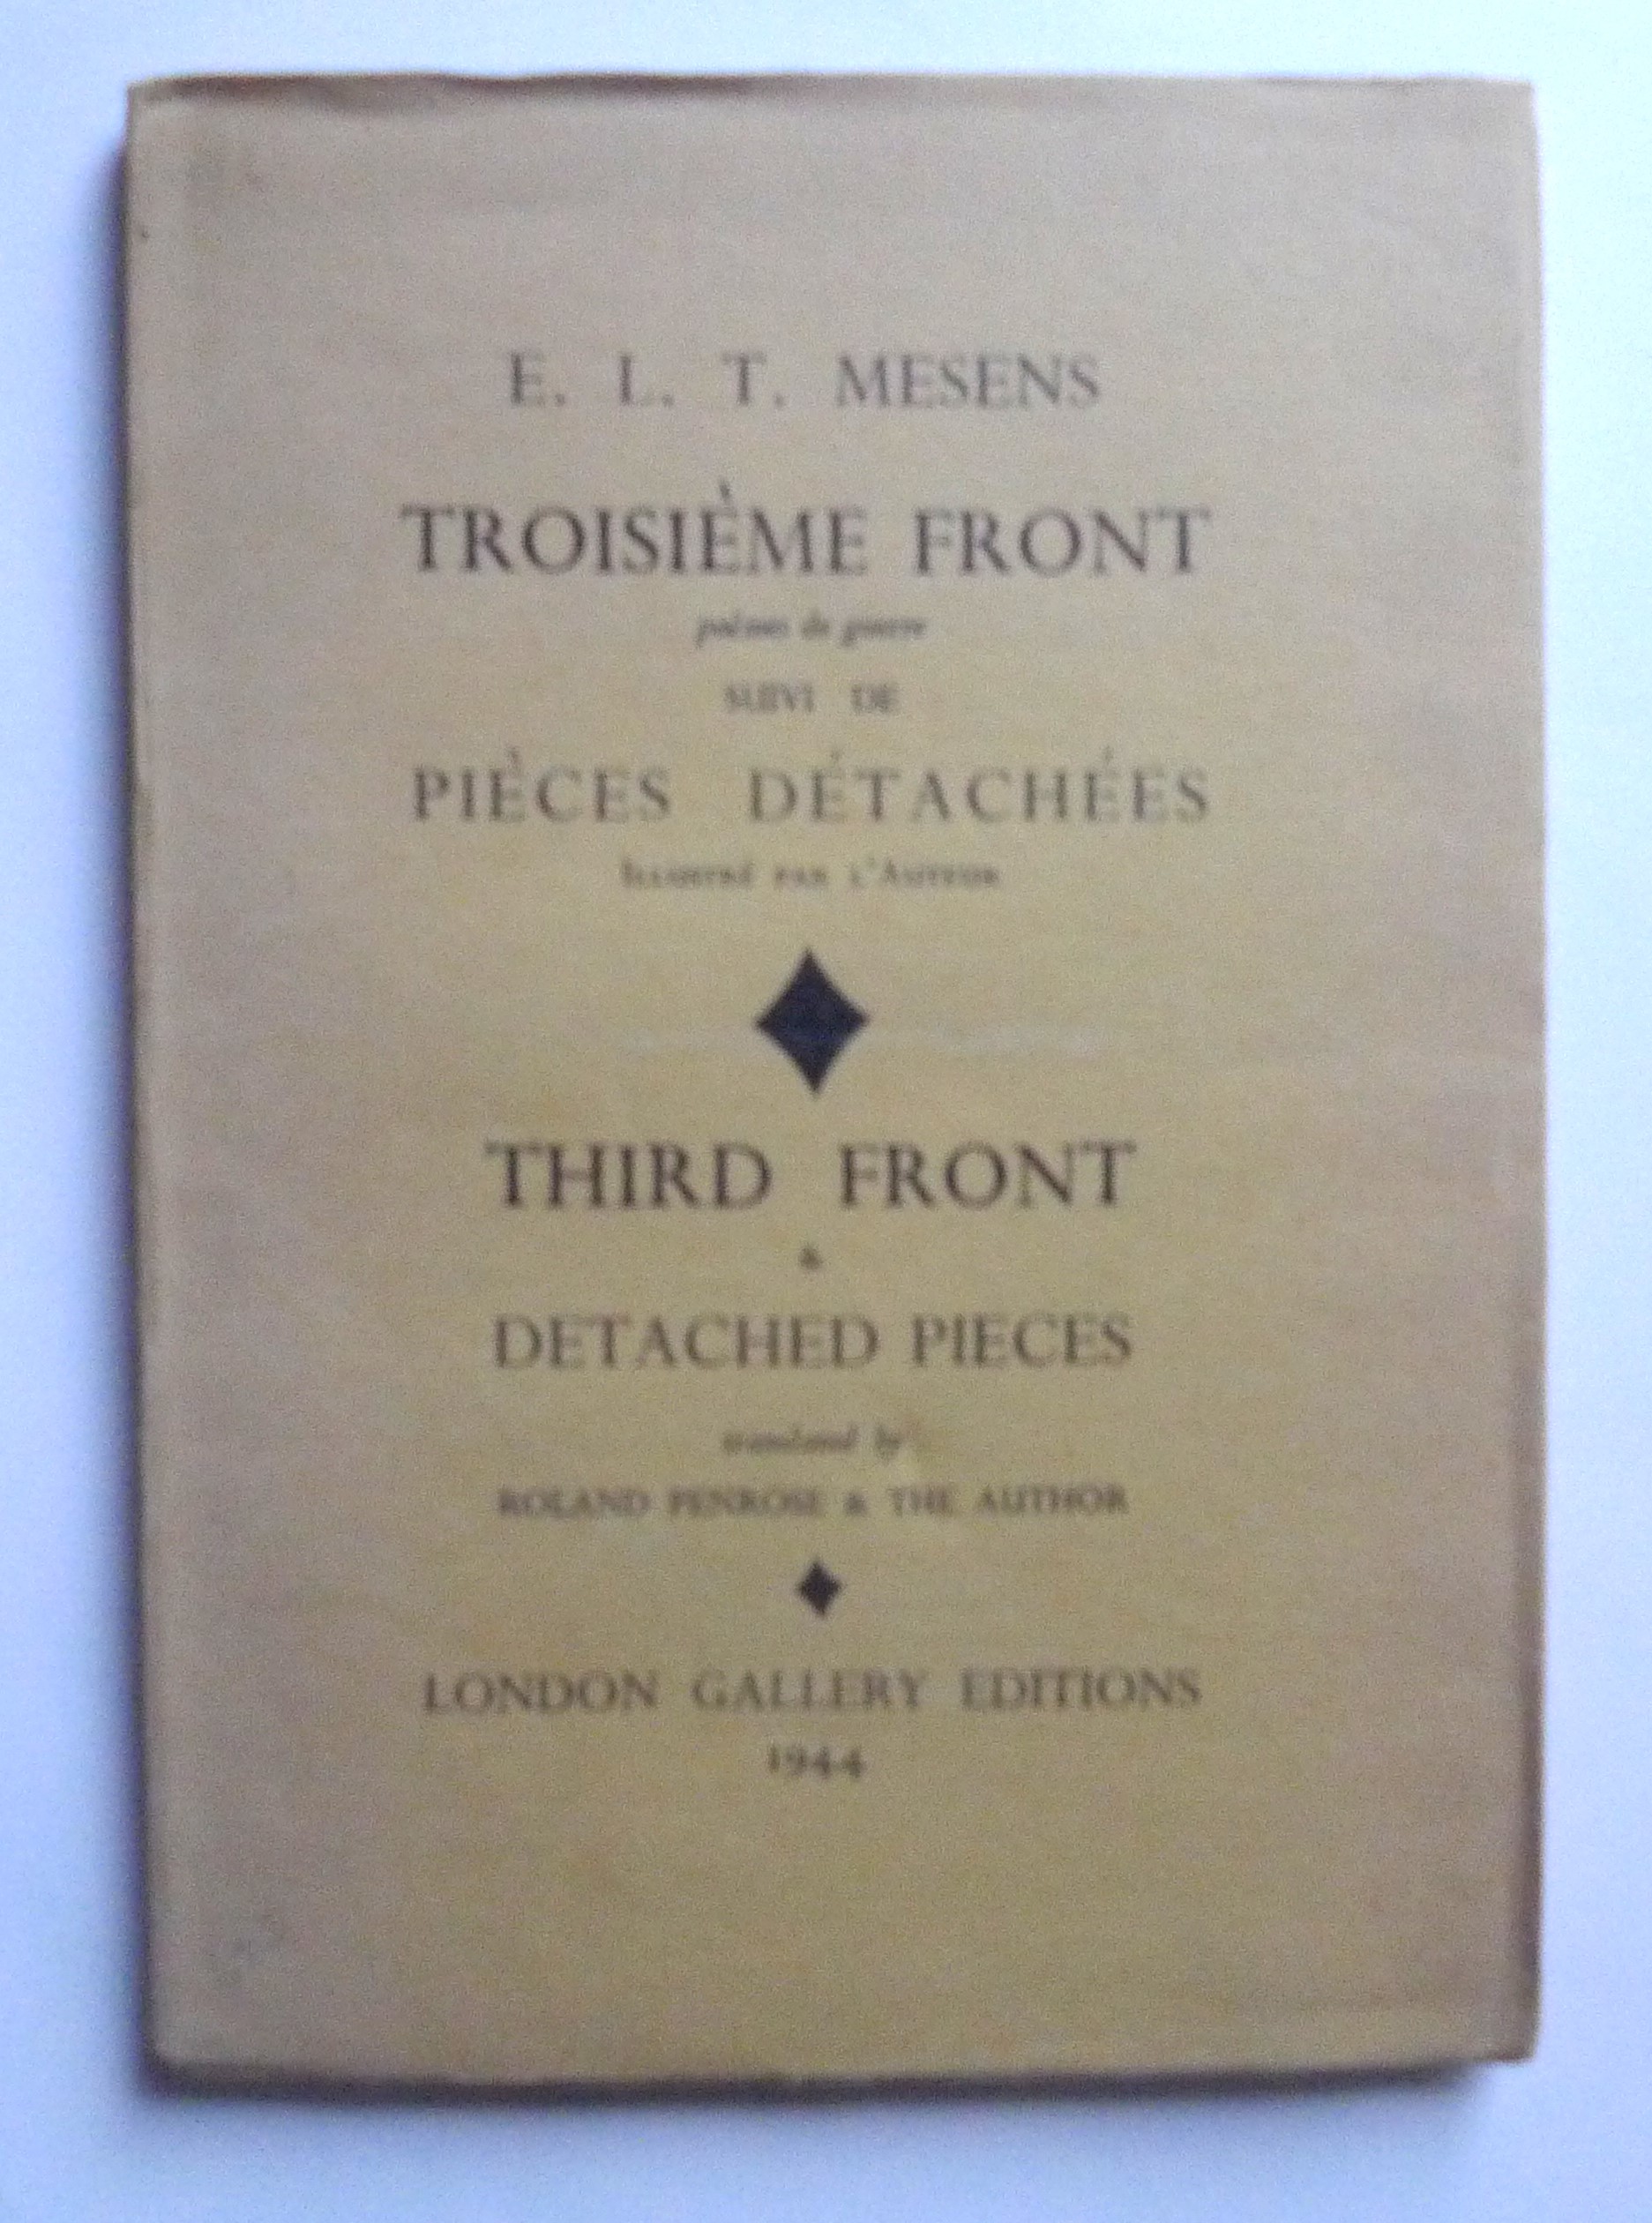 E. L. T. MESENS
TROISIÈME FRONT
poèmes de guerre
SUIVI DE
PIÈCES DÉTACHÉES
ILLUSTRÉ PAR L'AUTEUR
THIRD FRONT
&
DETACHED PIECES
translated by
ROLAND PENROSE & THE AUTHOR
LONDON GALLERY EDITIONS
1944